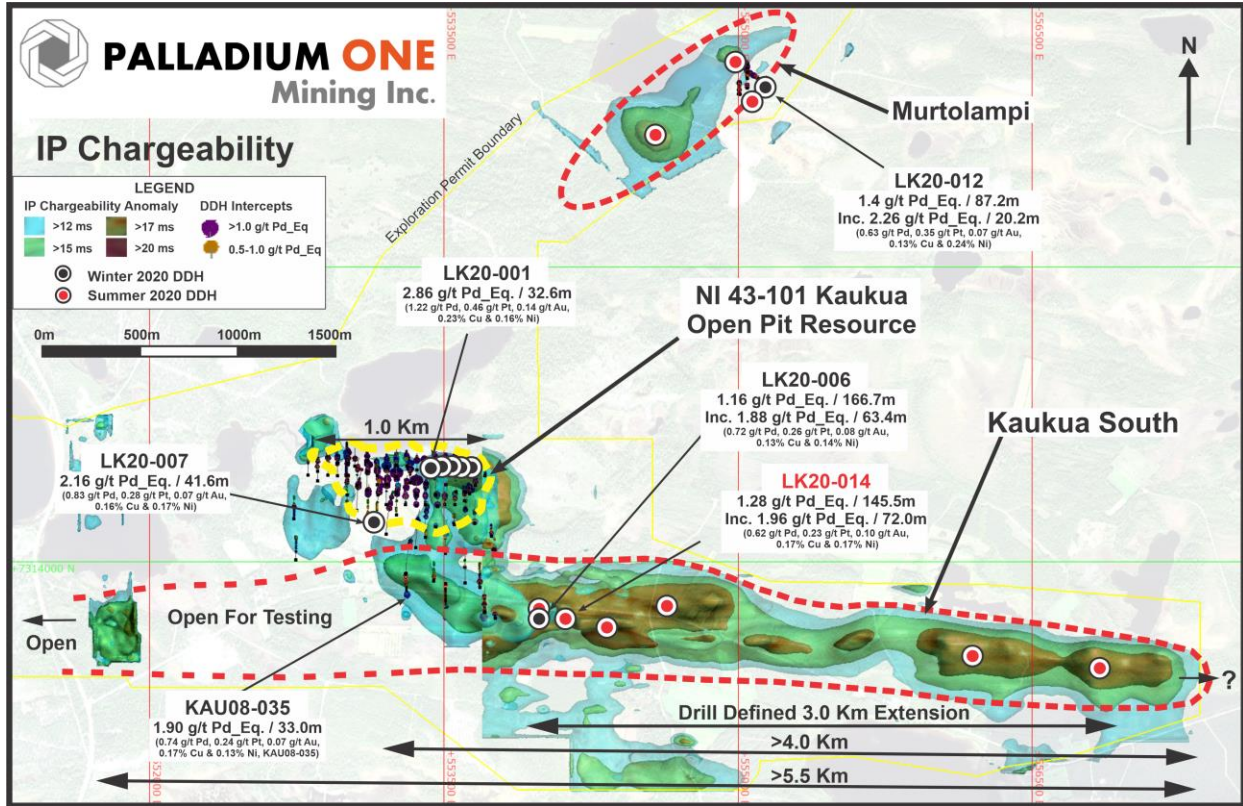 PALLADIUM ONE
Mining Inc.
IP Chargeability
LEGEND
IP Chargeability Anomaly
DDH Intercepts
>12 ms
>17 ms
>1.0 g/t Pd_Eq
>15 ms
>20 ms
0.5-1.0 g/t Pd_Eq
Winter 2020 DDH
Summer 2020 DDH
0m 500m 1000m 1500m
Exploration Permit Boundary
+553500 E
+555000 E
+556500 E
N
Murtolampi
LK20-012
1.4 g/t Pd_Eq. / 87.2m
Inc. 2.26 g/t Pd_Eq. / 20.2m
(0.63 g/t Pd, 0.35 g/t Pt, 0.07 g/t Au,
0.13% Cu & 0.24% Ni)
LK20-001
2.86 g/t Pd_Eq. / 32.6m
(1.22 g/t Pd, 0.46 g/t Pt, 0.14 g/t Au,
0.23% Cu & 0.16% Ni)
NI 43-101 Kaukua
Open Pit Resource
LK20-006
1.16 g/t Pd_Eq. / 166.7m
Inc. 1.88 g/t Pd_Eq. / 63.4m
(0.72 g/t Pd, 0.26 g/t Pt, 0.08 g/t Au,
0.13% Cu & 0.14% Ni)
Kaukua South
1.0 Km
LK20-007
2.16 g/t Pd_Eq. / 41.6m
(0.83 g/t Pd, 0.28 g/t Pt, 0.07 g/t Au,
0.16% Cu & 0.17% Ni)
LK20-014
1.28 g/t Pd_Eq. / 145.5m
Inc. 1.96 g/t Pd_Eq. / 72.0m
(0.62 g/t Pd, 0.23 g/t Pt, 0.10 g/t Au,
0.17% Cu & 0.17% Ni)
+7314000 N
Open For Testing
Open
?
KAU08-035
1.90 g/t Pd_Eq. / 33.0m
(0.74 g/t Pd, 0.24 g/t Pt, 0.07 g/t Au,
0.17% Cu & 0.13% Ni, KAU08-035)
Drill Defined 3.0 Km Extension
>4.0 Km
>5.5 Km
+553500 E